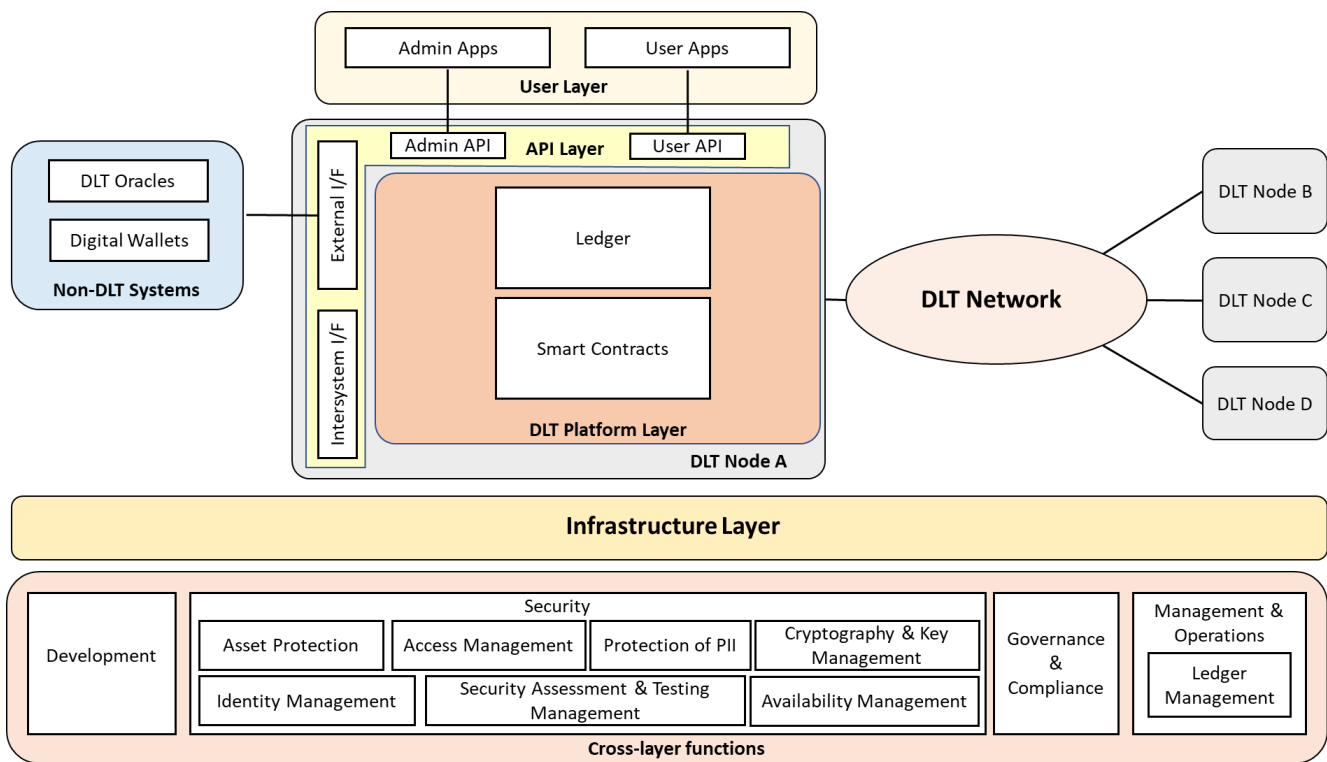 Admin Apps
User Apps
User Layer
Admin API
API Layer
User API
DLT Oracles
Digital Wallets
Non-DLT Systems
External I/F
Intersystem I/F
Ledger
Smart Contracts
DLT Platform Layer
DLT Node A
DLT Network
DLT Node B
DLT Node C
DLT Node D
Infrastructure Layer
Development
Security
Asset Protection
Access Management
Protection of PII
Cryptography & Key
Management
Identity Management
Security Assessment & Testing
Management
Availability Management
Governance
&
Compliance
Management &
Operations
Ledger
Management
Cross-layer functions